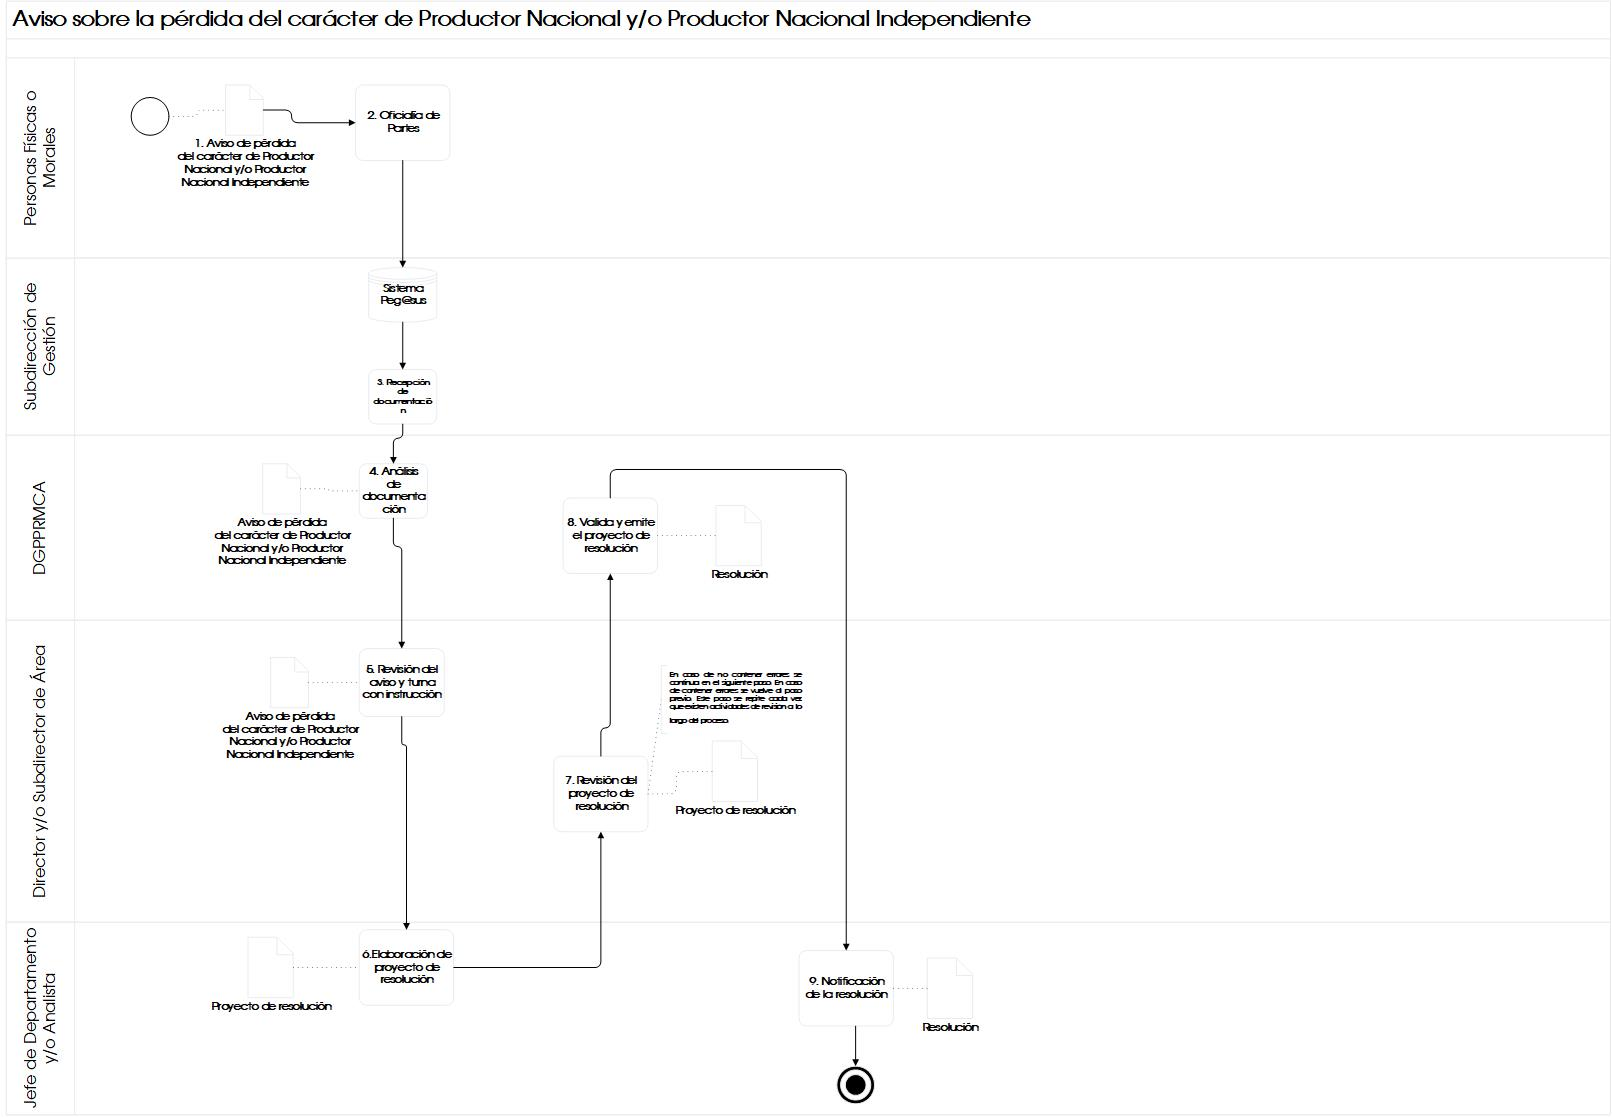 Aviso sobre la pérdida del carácter de Productor Nacional y/o Productor Nacional Independiente
Personas Físicas o
Morales
1. Aviso de pérdida
del carácter de Productor
Nacional y/o Productor
Nacional Independiente
2. Oficialía de
Partes
Subdirección de
Gestión
Sistema
Peg@sus
3. Recepción
de
documentació
n
DGPPRMCA
Aviso de pérdida
del carácter de Productor
Nacional y/o Productor
Nacional Independiente
4. Análisis
de
documenta
ción
8. Valida y emite
el proyecto de
resolución
Resolución
Director y/o Subdirector de Área
Aviso de pérdida
del carácter de Productor
Nacional y/o Productor
Nacional Independiente
5. Revisión del
aviso y turna
con instrucción
7. Revisión del
proyecto de
resolución
En caso de no contener errores se
continúa en el siguiente paso. En caso
de contener errores se vuelve al paso
previo. Este paso se repite cada vez
que existen actividades de revisión a lo
largo del proceso.
Proyecto de resolución
Jefe de Departamento
y/o Analista
Proyecto de resolución
6.Elaboración de
proyecto de
resolución
9. Notificación
de la resolución
Resolución